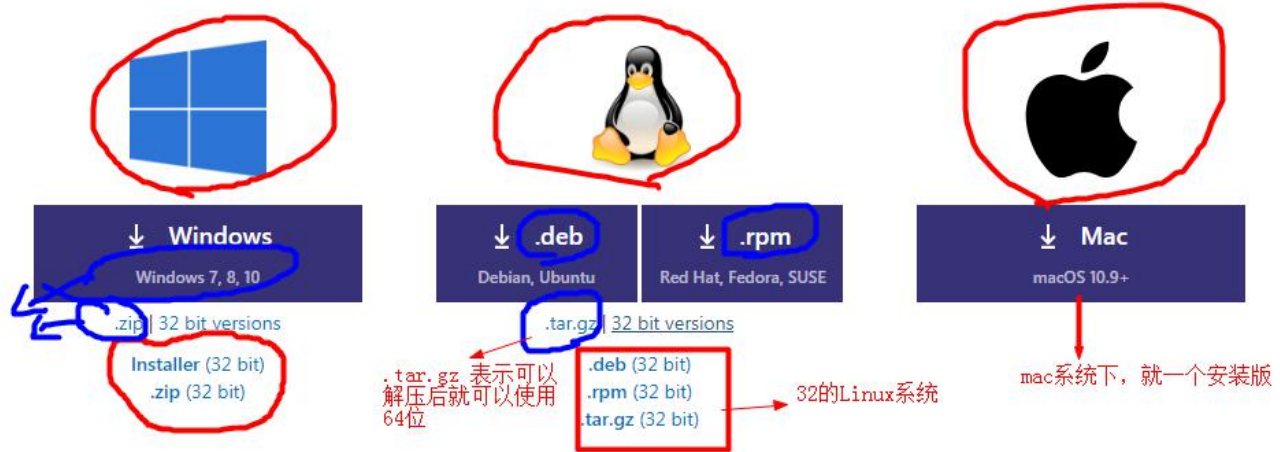 Windows
Windows 7, 8, 10
.zip | 32 bit versions
Installer (32 bit)
.zip (32 bit)
.deb
Debian, Ubuntu
.rpm
Red Hat, Fedora, SUSE
.tar.gz | 32 bit versions
.deb (32 bit)
.rpm (32 bit)
.tar.gz (32 bit)
.tar.gz 表示可以
解压后就可以使用
64位
32的Linux系统
Mac
macOS 10.9+
mac系统下，就一个安装版